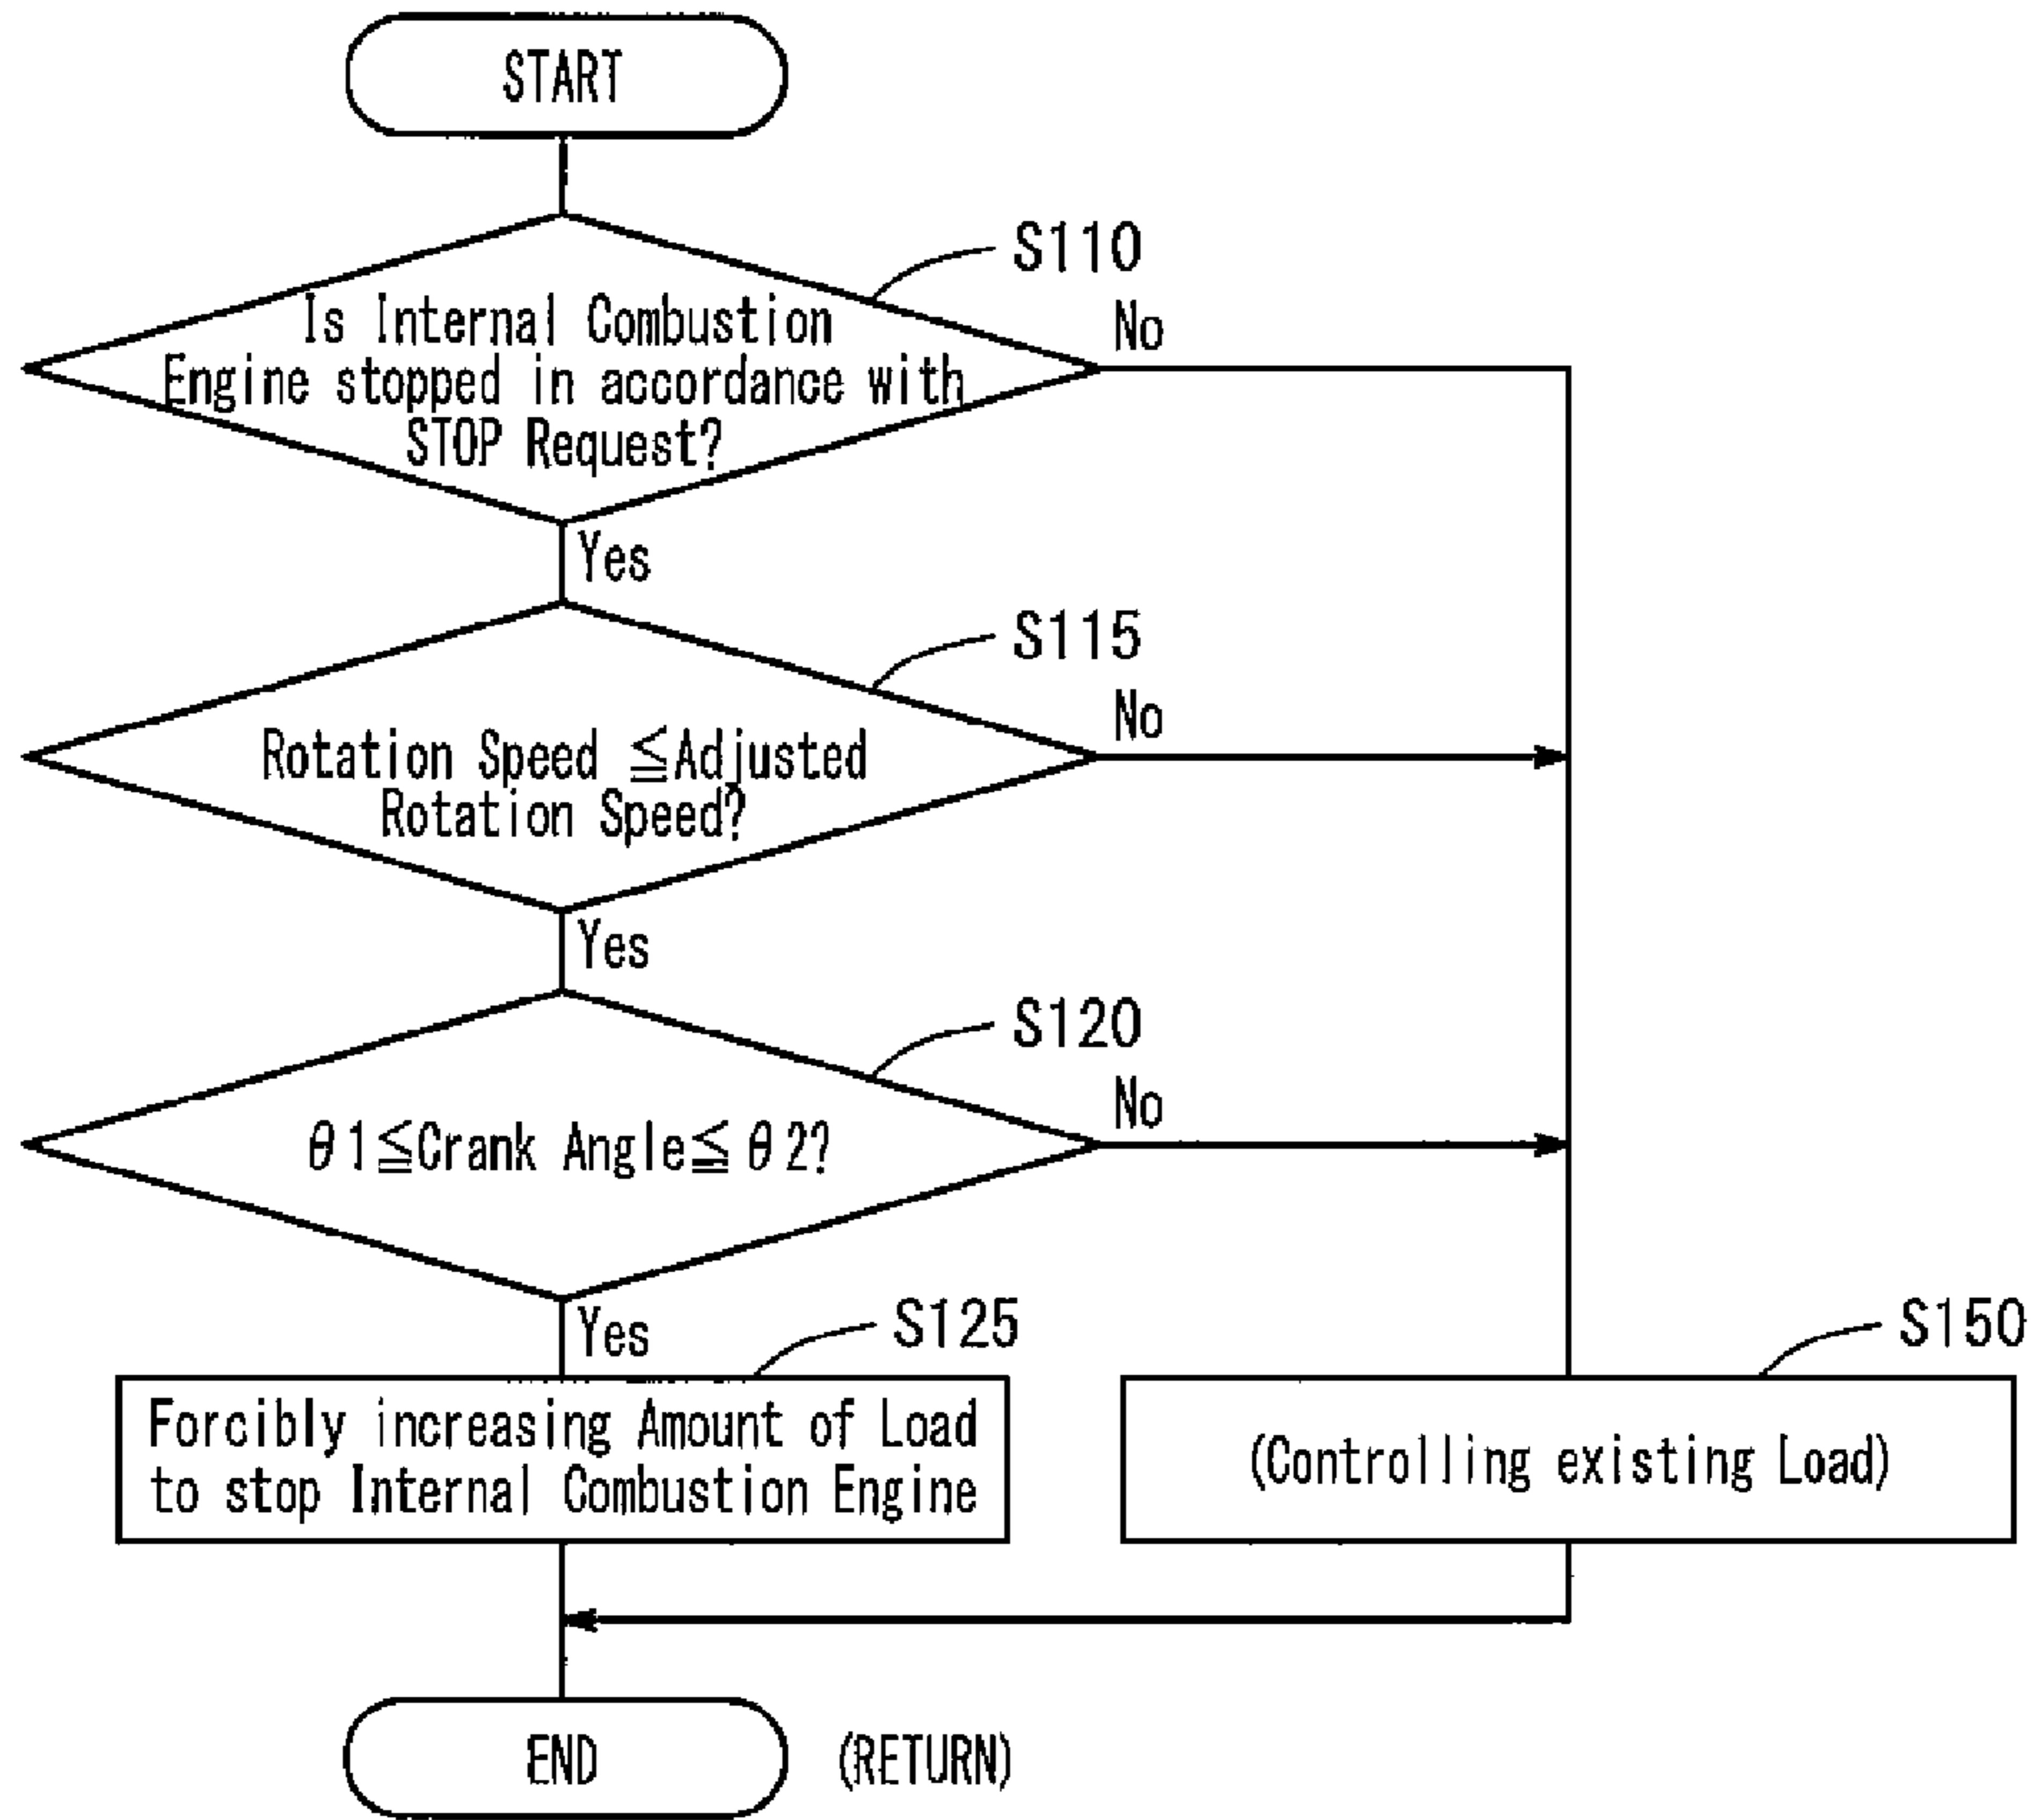 START
S110
Is Internal Combustion
Engine stopped in accordance with
STOP Request?
No
Yes
S115
Rotation Speed ≦Adjusted
Rotation Speed?
No
Yes
S120
θ1≦Crank Angle≦θ2?
No
Yes
S125
Forcibly increasing Amount of Load
to stop Internal Combustion Engine
S150
(Controlling existing Load)
END
(RETURN)